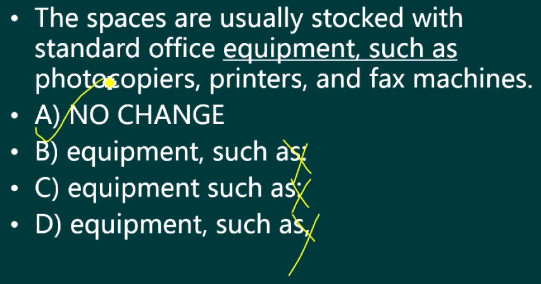 • The spaces are usually stocked with
standard office equipment, such as
photocopiers, printers, and fax machines.
• A) NO CHANGE
• B) equipment, such as:
• C) equipment such as;
• D) equipment, such as,